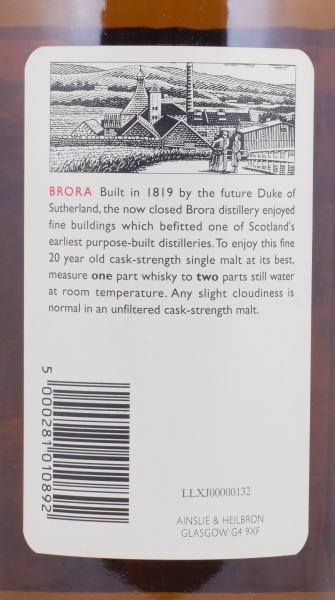 BRORA Built in 1819 by the future Duke of
Sutherland, the now closed Brora distillery enjoyed
fine buildings which befitted one of Scotland's
earliest purpose-built distilleries. To enjoy this fine
20 year old cask-strength single malt at its best,
measure one part whisky to two parts still water
at room temperature. Any slight cloudiness is
normal in an unfiltered cask-strength malt.
5 000281 010892
LLXJ00000132
AINSLIE & HEILBRON
GLASGOW G4 9XF